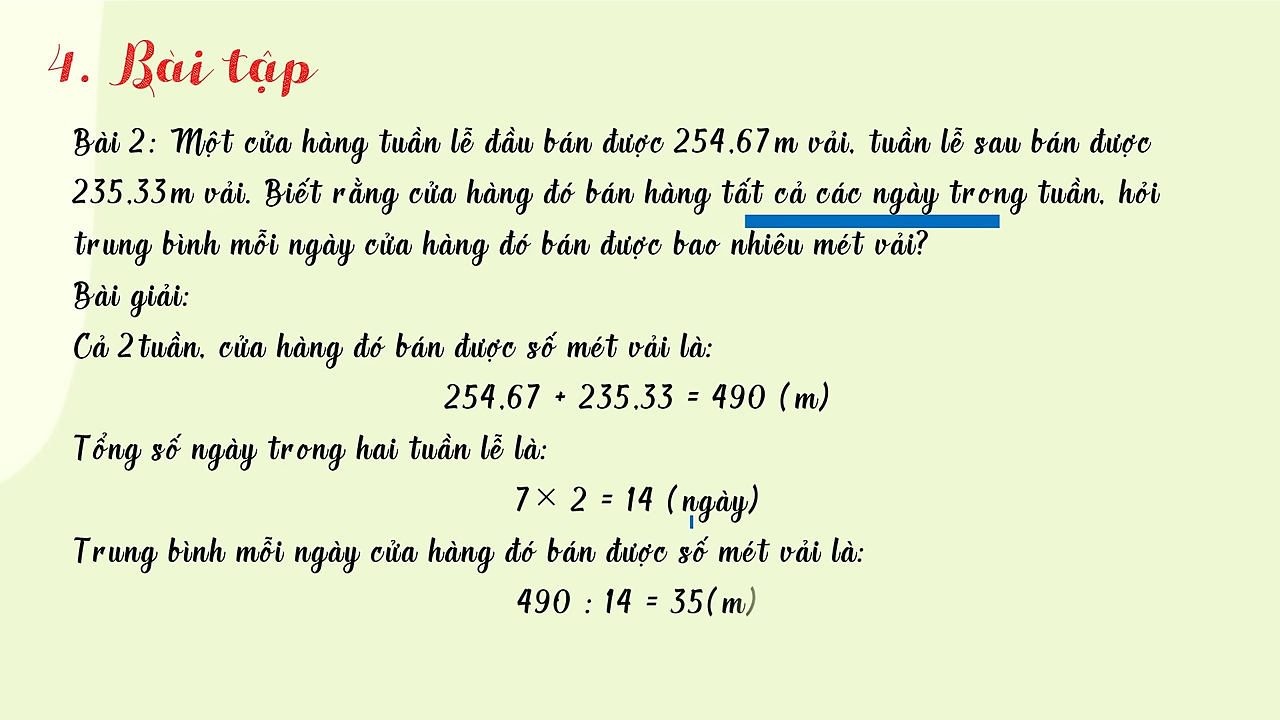 4. Bài tập
Bài 2: Một cửa hàng tuần lễ đầu bán được 254,67m vải, tuần lễ sau bán được
235,33m vải. Biết rằng cửa hàng đó bán hàng tất cả các ngày trong tuần, hỏi
trung bình mỗi ngày cửa hàng đó bán được bao nhiêu mét vải?
Bài giải:
Cả 2 tuần, cửa hàng đó bán được số mét vải là:
254,67 + 235,33 = 490 (m)
Tổng số ngày trong hai tuần lễ là:
7 × 2 = 14 (ngày)
Trung bình mỗi ngày cửa hàng đó bán được số mét vải là:
490 : 14 = 35(m)